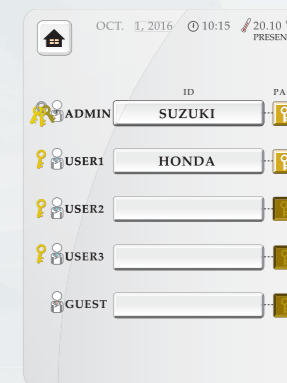 OCT. 1, 2016 10:15 20.10
PRESEN
ID PA
ADMIN SUZUKI
USER1 HONDA
USER2
USER3
GUEST